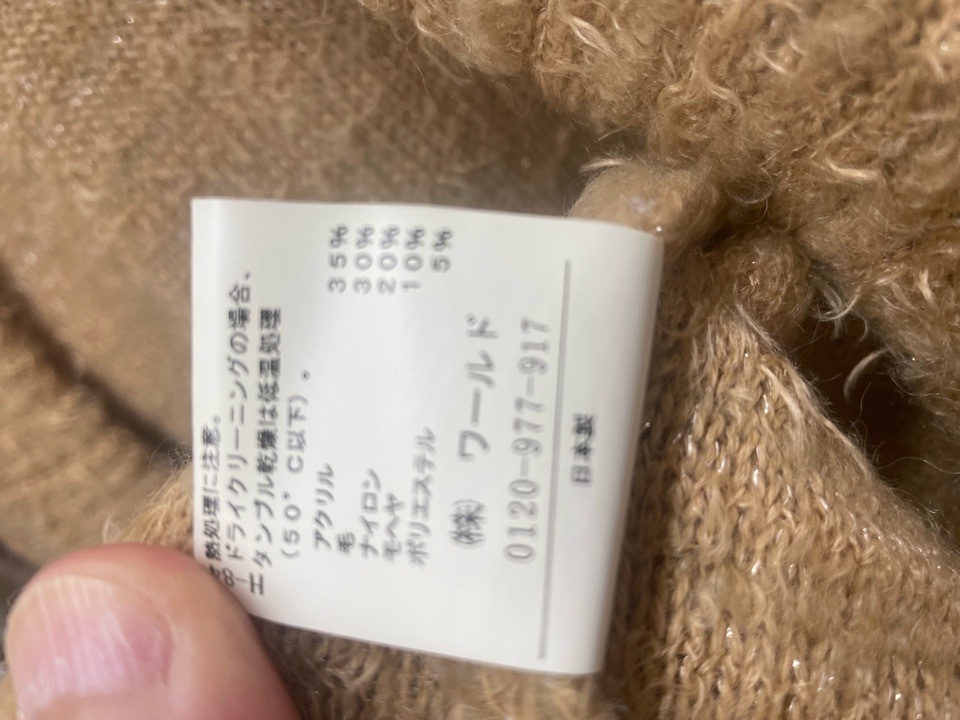 熱処理に注意。
ドライクリーニングの場合、
タンブル乾燥は低温処理
(50°C以下)。
アクリル 35%
毛 30%
ナイロン 20%
モヘヤ 10%
ポリエステル 5%
(株) ワールド
0120-977-917
日本製